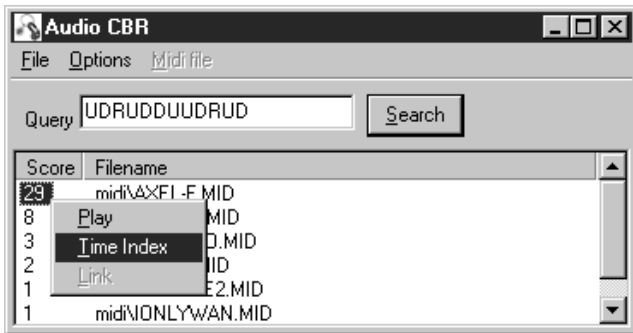 Audio CBR
File Options Midi file
Query UDRUDDUUDRUD Search
Score Filename
29 midi\AXEL-F.MID
8 Play MID
3 Time Index O.MID
2 Link MID
1 E2.MID
1 midi\IONLYWAN.MID